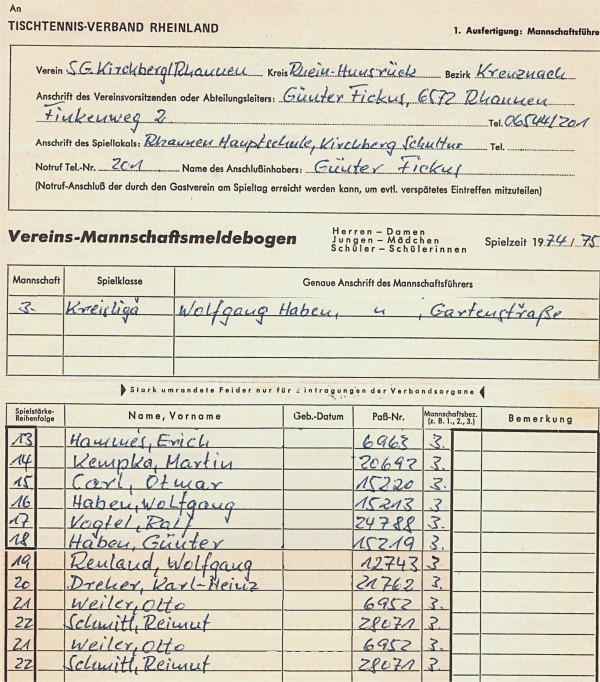 An
TISCHTENNIS-VERBAND RHEINLAND
1. Ausfertigung: Mannschaftsführe
Verein S.G. Kirchberg/Rhaunen Kreis Rhein-Hunsrück Bezirk Kreuznach
Anschrift des Vereinsvorsitzenden oder Abteilungsleiters: Günter Fickus, 6572 Rhaunen
Finkenweg 2 Tel. 06544/201
Anschrift des Spiellokals: Rhaunen Hauptschule, Kirchberg Schultur Tel.
Notruf Tel.-Nr. 201 Name des Anschlußinhabers: Günter Fickus
(Notruf-Anschluß der durch den Gastverein am Spieltag erreicht werden kann, um evtl. verspätetes Eintreffen mitzuteilen)
Vereins-Mannschaftsmeldebogen Herren – Damen
Jungen – Mädchen
Schüler – Schülerinnen
Spielzeit 1974/75
Mannschaft Spielklasse Genaue Anschrift des Mannschaftsführers
3. Kreisliga Wolfgang Haben, " , Gartenstraße
Stark umrandete Felder nur für Eintragungen der Verbandsorgane
Spielstärke-Reihenfolge Name, Vorname Geb.-Datum Paß-Nr. Mannschaftsbez. (z. B. 1., 2., 3.) Bemerkung
13 Hammes, Erich 6963 3.
14 Kempka, Martin 20692 3.
15 Carl, Otmar 15220 3.
16 Haben, Wolfgang 15213 3
17 Vogtel, Ralf 24788 3.
18 Haben, Günter 15219 3.
19 Reuland, Wolfgang 12743 3
20 Dreher, Karl-Heinz 21762 3.
21 Weiler, Otto 6952 3.
22 Schmitt, Reimut 28071 3.
21 Weiler, Otto 6952 3.
22 Schmitt, Reimut 28071 3.